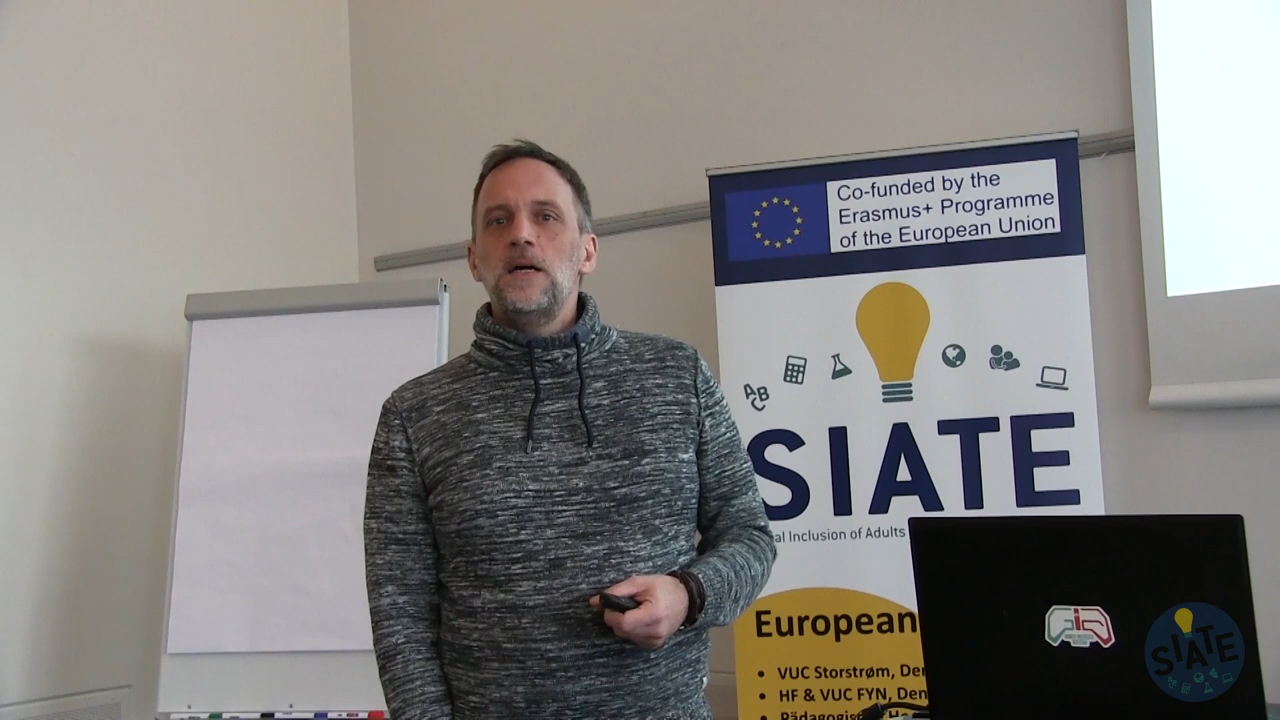 Co-funded by the
Erasmus+ Programme
of the European Union
ABC
SIATE
al Inclusion of Adults
European
• VUC Storstrøm, Den
• HF & VUC FYN, Den
SIATE